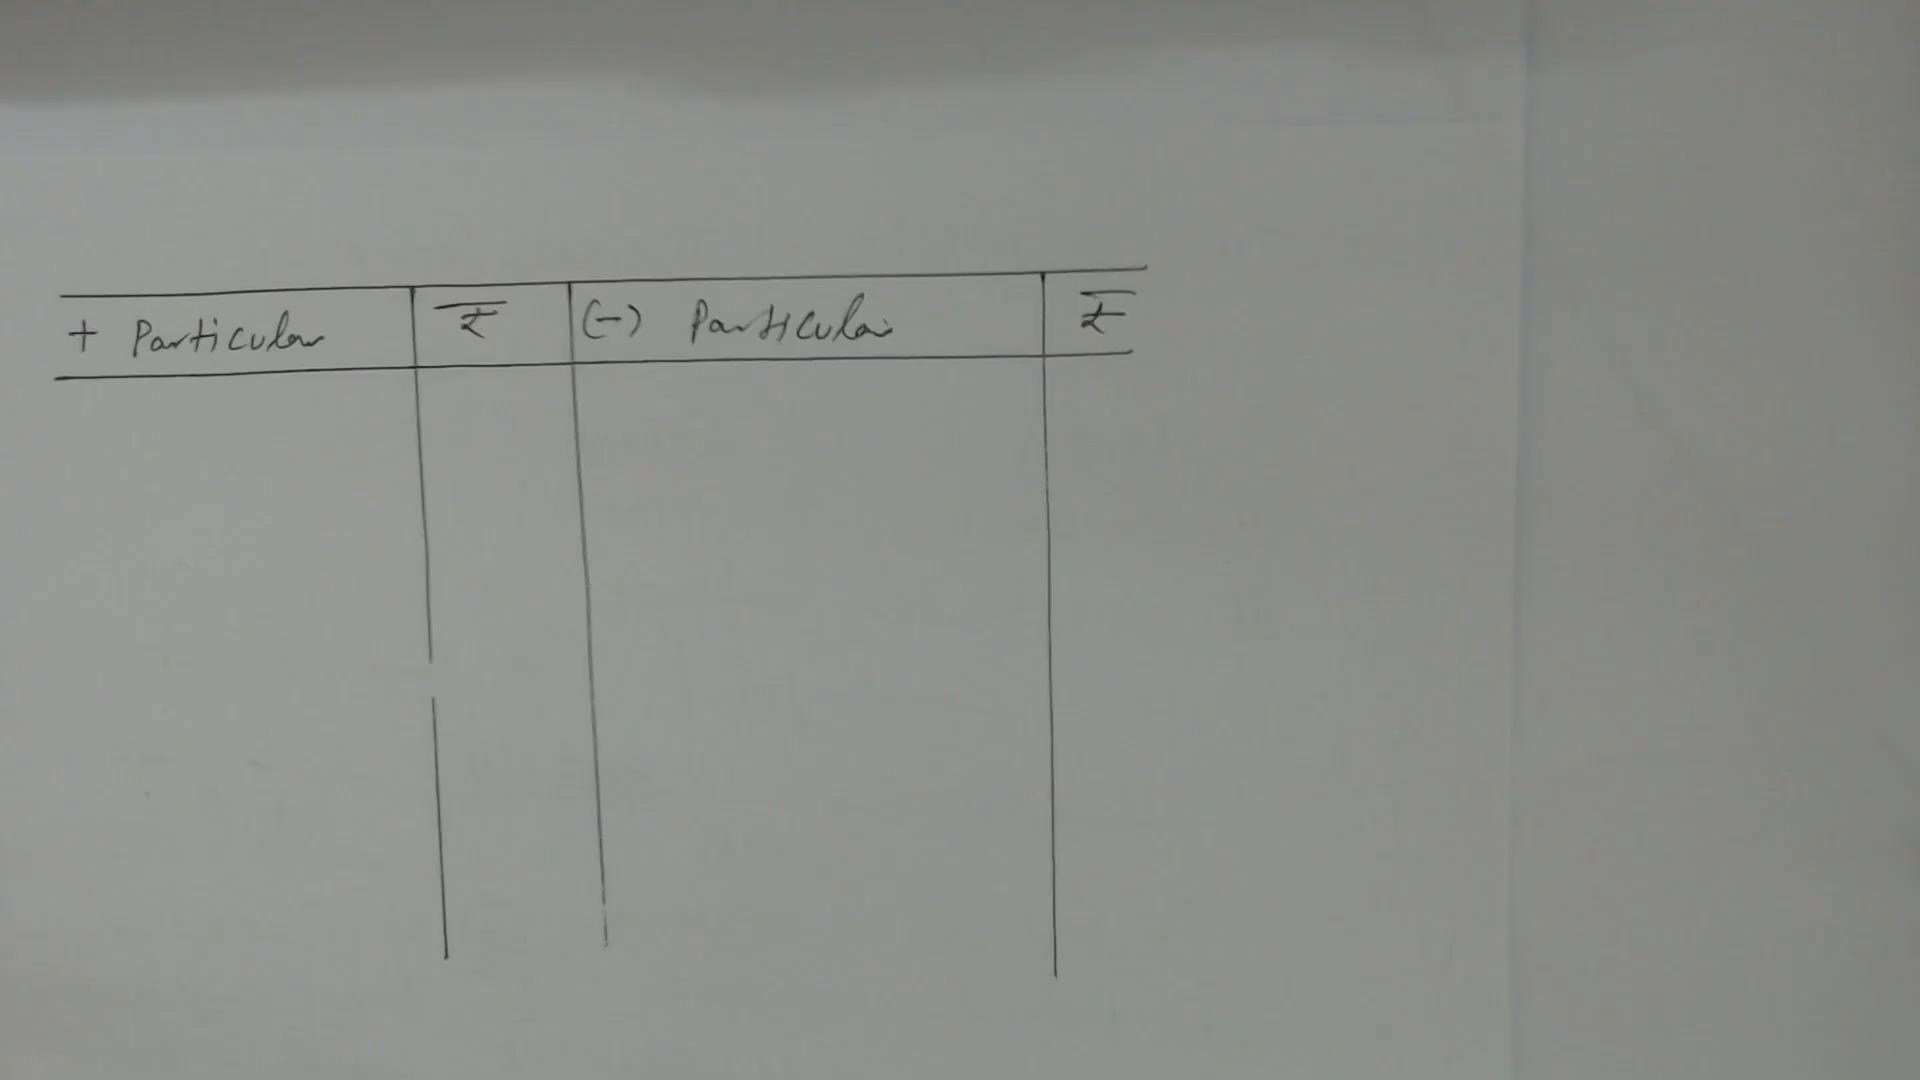 + Particular ₹ (-) Particular ₹